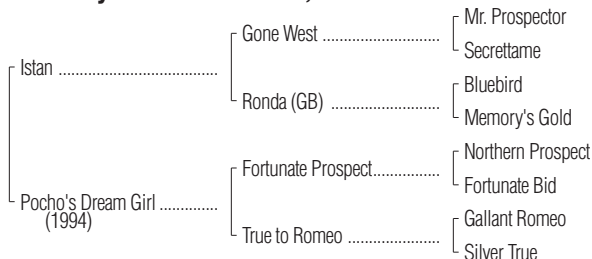 Mr. Prospector
Gone West ..............................
Secrettame
Istan ........................................
Bluebird
Ronda (GB) ............................
Memory's Gold
Northern Prospect
Fortunate Prospect.................
Fortunate Bid
Pocho's Dream Girl ...............
(1994)
Gallant Romeo
True to Romeo .......................
Silver True